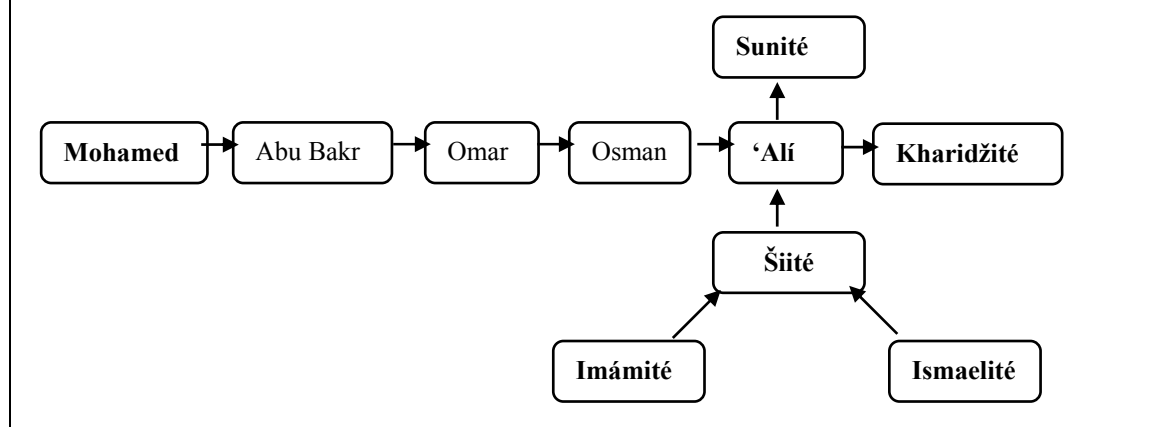 Sunité
Mohamed
Abu Bakr
Omar
Osman
‘Alí
Kharidžité
Šiité
Imámité
Ismaelité